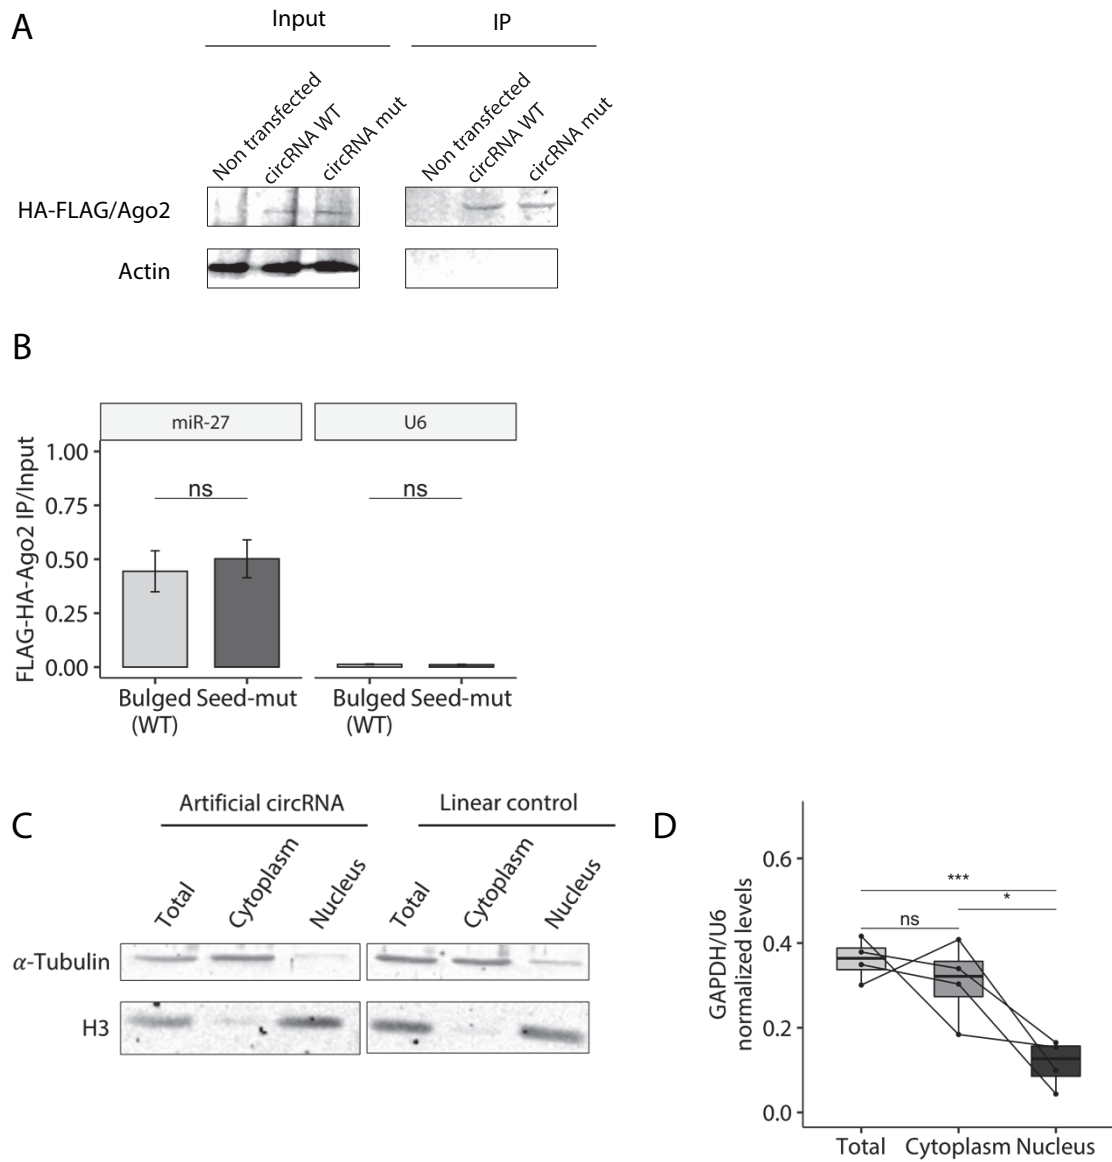 A
Input
IP
Non transfected
circRNA WT
circRNA mut
Non transfected
circRNA WT
circRNA mut
HA-FLAG/Ago2
Actin
B
miR-27
U6
FLAG-HA-Ago2 IP/Input
1.00
0.75
0.50
0.25
0.00
ns
ns
Bulged
(WT)
Seed-mut
Bulged
(WT)
Seed-mut
C
Artificial circRNA
Linear control
Total
Cytoplasm
Nucleus
Total
Cytoplasm
Nucleus
α-Tubulin
H3
D
GAPDH/U6
normalized levels
0.6
0.4
0.2
0.0
***
*
ns
Total
Cytoplasm
Nucleus